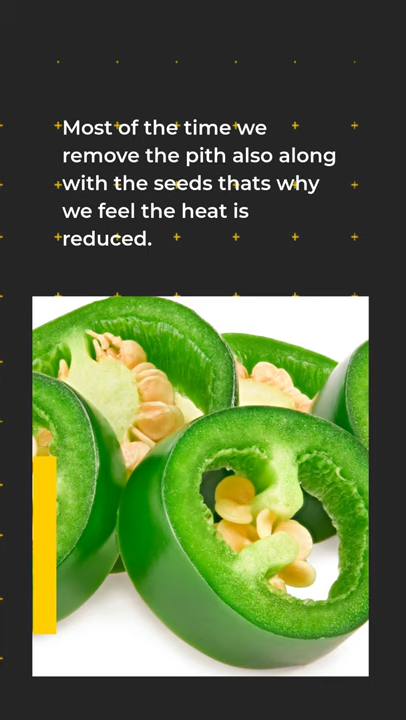 Most of the time we
remove the pith also along
with the seeds thats why
we feel the heat is
reduced.